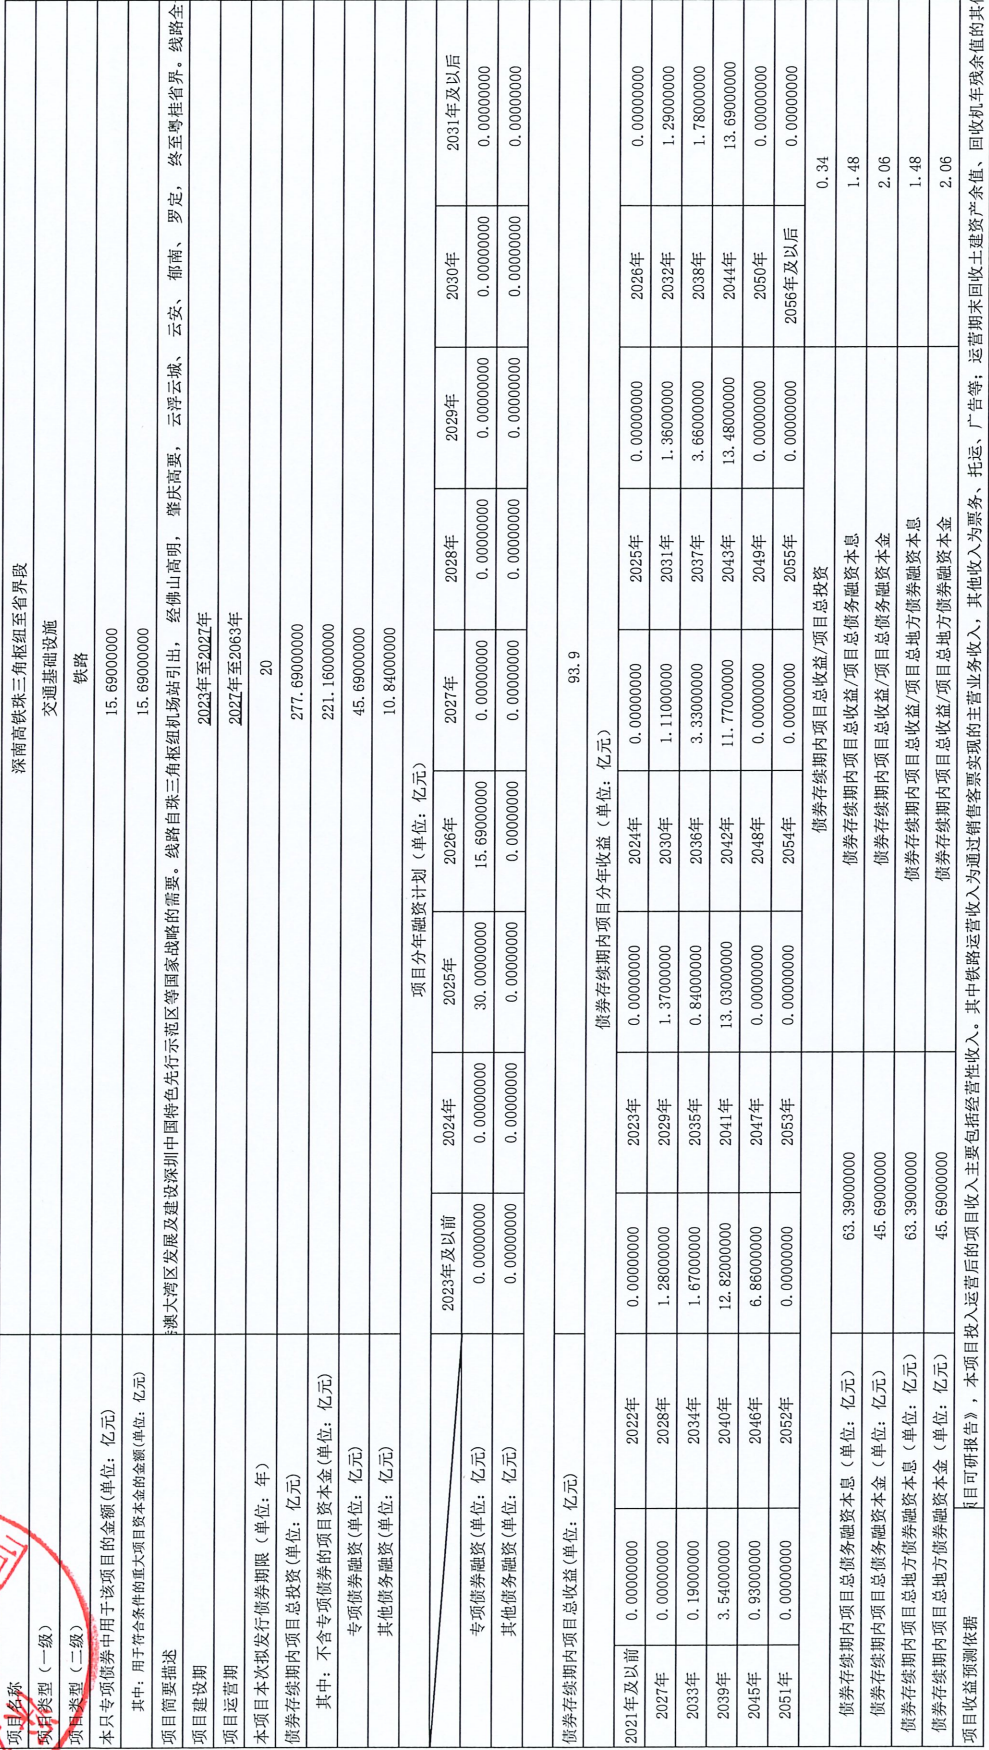 项目名称 深南高铁珠三角枢纽至省界段
项目类型（一级） 交通基础设施
项目类型（二级） 铁路
本只专项债券中用于该项目的金额(单位：亿元) 15.69000000
其中：用于符合条件的重大项目资本金的金额(单位：亿元) 15.69000000
项目简要描述 澳大湾区发展及建设深圳中国特色先行示范区等国家战略的需要。线路自珠三角枢纽机场站引出，经佛山高明，肇庆高要，云浮云城、云安、郁南、罗定，终至粤桂省界。线路全
项目建设期 2023年至2027年
项目运营期 2027年至2063年
本项目本次拟发行债券期限（单位：年） 20
债券存续期内项目总投资(单位：亿元) 277.69000000
其中：不含专项债券的项目资本金(单位：亿元) 221.16000000
专项债券融资(单位：亿元) 45.69000000
其他债务融资(单位：亿元) 10.84000000
项目分年融资计划（单位：亿元）
2023年及以前 2024年 2025年 2026年 2027年 2028年 2029年 2030年 2031年及以后
专项债券融资(单位：亿元) 0.00000000 0.00000000 30.00000000 15.69000000 0.00000000 0.00000000 0.00000000 0.00000000 0.00000000
其他债务融资(单位：亿元) 0.00000000 0.00000000 0.00000000 0.00000000 0.00000000 0.00000000 0.00000000 0.00000000 0.00000000
债券存续期内项目总收益(单位：亿元) 93.9
债券存续期内项目分年收益（单位：亿元）
2021年及以前 0.00000000 2022年 0.00000000 2023年 0.00000000 2024年 0.00000000 2025年 0.00000000 2026年 0.00000000
2027年 0.00000000 2028年 1.28000000 2029年 1.37000000 2030年 1.11000000 2031年 1.36000000 2032年 1.29000000
2033年 0.19000000 2034年 1.67000000 2035年 0.84000000 2036年 3.33000000 2037年 3.66000000 2038年 1.78000000
2039年 3.54000000 2040年 12.82000000 2041年 13.03000000 2042年 11.77000000 2043年 13.48000000 2044年 13.69000000
2045年 0.93000000 2046年 6.86000000 2047年 0.00000000 2048年 0.00000000 2049年 0.00000000 2050年 0.00000000
2051年 0.00000000 2052年 0.00000000 2053年 0.00000000 2054年 0.00000000 2055年 0.00000000 2056年及以后 0.00000000
债券存续期内项目总收益/项目总投资 0.34
债券存续期内项目总债务融资本息（单位：亿元） 63.39000000 债券存续期内项目总收益/项目总债务融资本息 1.48
债券存续期内项目总债务融资本金（单位：亿元） 45.69000000 债券存续期内项目总收益/项目总债务融资本金 2.06
债券存续期内项目总地方债券融资本息（单位：亿元） 63.39000000 债券存续期内项目总收益/项目总地方债券融资本息 1.48
债券存续期内项目总地方债券融资本金（单位：亿元） 45.69000000 债券存续期内项目总收益/项目总地方债券融资本金 2.06
项目收益预测依据 项目可研报告》，本项目投入运营后的项目收入主要包括经营性收入。其中铁路运营收入为通过销售客票实现的主营业务收入，其他收入为票务、托运、广告等；运营期末回收土建资产余值、回收机车残余值的其他